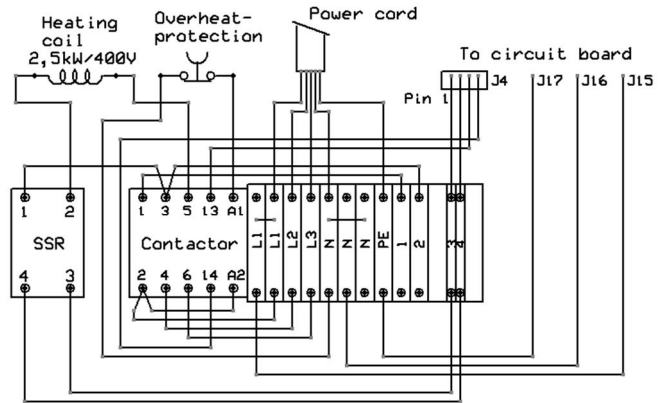 Heating
coil
2,5kW/400V
Overheat-
protection
Power cord
To circuit board
J4 J17 J16 J15
Pin 1
1 2
SSR
4 3
1 3 5 13 A1
Contactor
2 4 6 14 A2
L1 L1 L2 L3 N N N PE 1 2 3 4